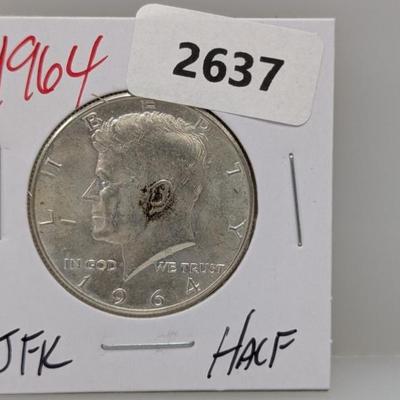 1964
2637
LIBERTY
IN GOD WE TRUST
1964
JFK HALF